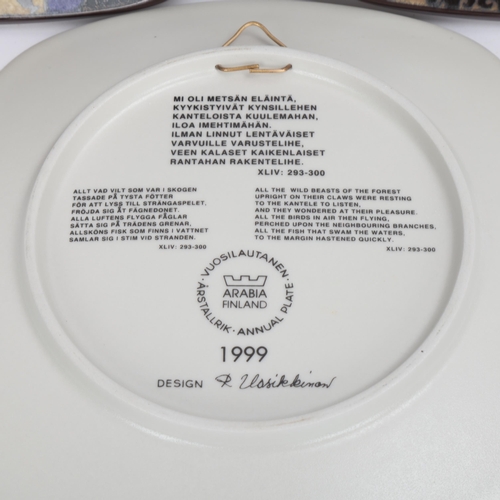 MI OLI METSÄN ELÄINTÄ,
KYYKISTYIVÄT KYNSILLEHEN
KANTELOISTA KUULEMAHAN,
ILOA IMEHTIMÄHÄN.
ILMAN LINNUT LENTÄVÄISET
VARVUILLE VARUSTELIHE,
VEEN KALASET KAIKENLAISET
RANTAHAN RAKENTELIHE.
XLIV: 293-300
ALLT VAD VILT SOM VAR I SKOGEN
TASSADE PÅ TYSTA FÖTTER
FÖR ATT LYSS TILL STRÄNGASPELET,
FRÖJDA SIG ÅT FÄGNEDONET.
ALLA LUFTENS FLYGGA FÅGLAR
SÄTTA SIG PÅ TRÄDENS GRENAR,
ALLSKÖNS FISK SOM FINNS I VATTNET
SAMLAR SIG I STIM VID STRANDEN.
XLIV: 293-300
ALL THE WILD BEASTS OF THE FOREST
UPRIGHT ON THEIR CLAWS WERE RESTING
TO THE KANTELE TO LISTEN,
AND THEY WONDERED AT THEIR PLEASURE.
ALL THE BIRDS IN AIR THEN FLYING,
PERCHED UPON THE NEIGHBOURING BRANCHES,
ALL THE FISH THAT SWAM THE WATERS,
TO THE MARGIN HASTENED QUICKLY.
XLIV: 293-300
· VUOSILAUTANEN ·
ARABIA
FINLAND
ÅRSTALLRIK · ANNUAL PLATE ·
1999
DESIGN R Uosikkinen